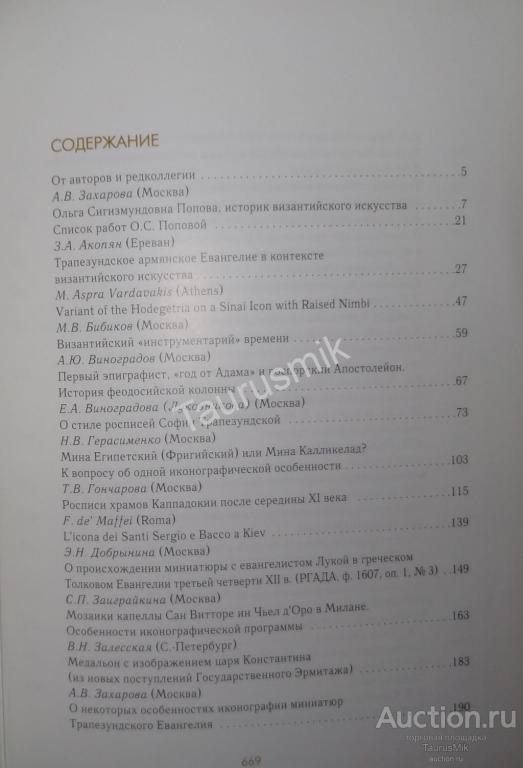 СОДЕРЖАНИЕ
От авторов и редколлегии 5
А.В. Захарова (Москва)
Ольга Сигизмундовна Попова, историк византийского искусства 7
Список работ О.С. Поповой 21
З.А. Акопян (Ереван)
Трапезундское армянское Евангелие в контексте
византийского искусства 27
M. Aspra Vardavakis (Athens)
Variant of the Hodegetria on a Sinai Icon with Raised Nimbi 47
М.В. Бибиков (Москва)
Византийский «инструментарий» времени 59
А.Ю. Виноградов (Москва)
Первый эпиграфист, «год от Адама» и боспорский Апостолейон.
История феодосийской колонны 67
Е.А. Виноградова (Москва)
О стиле росписей Софии Трапезундской 73
Н.В. Герасименко (Москва)
Мина Египетский (Фригийский) или Мина Калликелад?
К вопросу об одной иконографической особенности 103
Т.В. Гончарова (Москва)
Росписи храмов Каппадокии после середины XI века 115
F. de' Maffei (Roma)
L'icona dei Santi Sergio e Bacco a Kiev 139
Э.Н. Добрынина (Москва)
О происхождении миниатюры с евангелистом Лукой в греческом
Толковом Евангелии третьей четверти XII в. (РГАДА, ф. 1607, оп. 1, № 3) 149
С.П. Заиграйкина (Москва)
Мозаики капеллы Сан Витторе ин Чьел д'Оро в Милане.
Особенности иконографической программы 163
В.Н. Залесская (С.-Петербург)
Медальон с изображением царя Константина
(из новых поступлений Государственного Эрмитажа) 183
А.В. Захарова (Москва)
О некоторых особенностях иконографии миниатюр 190
Трапезундского Евангелия
669
Taurusmik
Auction.ru
торговая площадка
TaurusMik
auction.ru